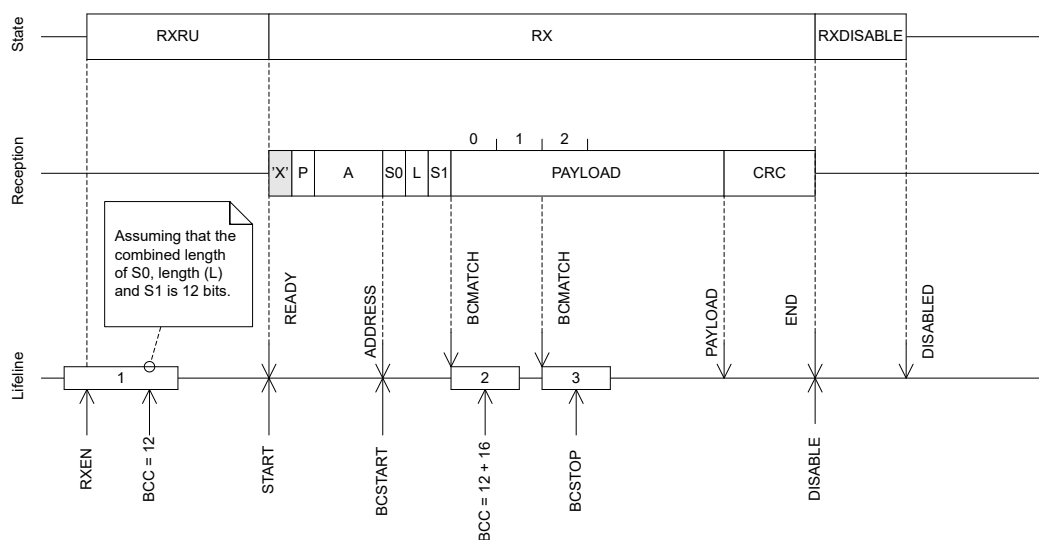 State
RXRU
RX
RXDISABLE
Reception
0
1
2
'X'
P
A
S0
L
S1
PAYLOAD
CRC
Assuming that the
combined length
of S0, length (L)
and S1 is 12 bits.
READY
ADDRESS
BCMATCH
BCMATCH
PAYLOAD
END
DISABLED
Lifeline
1
2
3
RXEN
BCC = 12
START
BCSTART
BCC = 12 + 16
BCSTOP
DISABLE